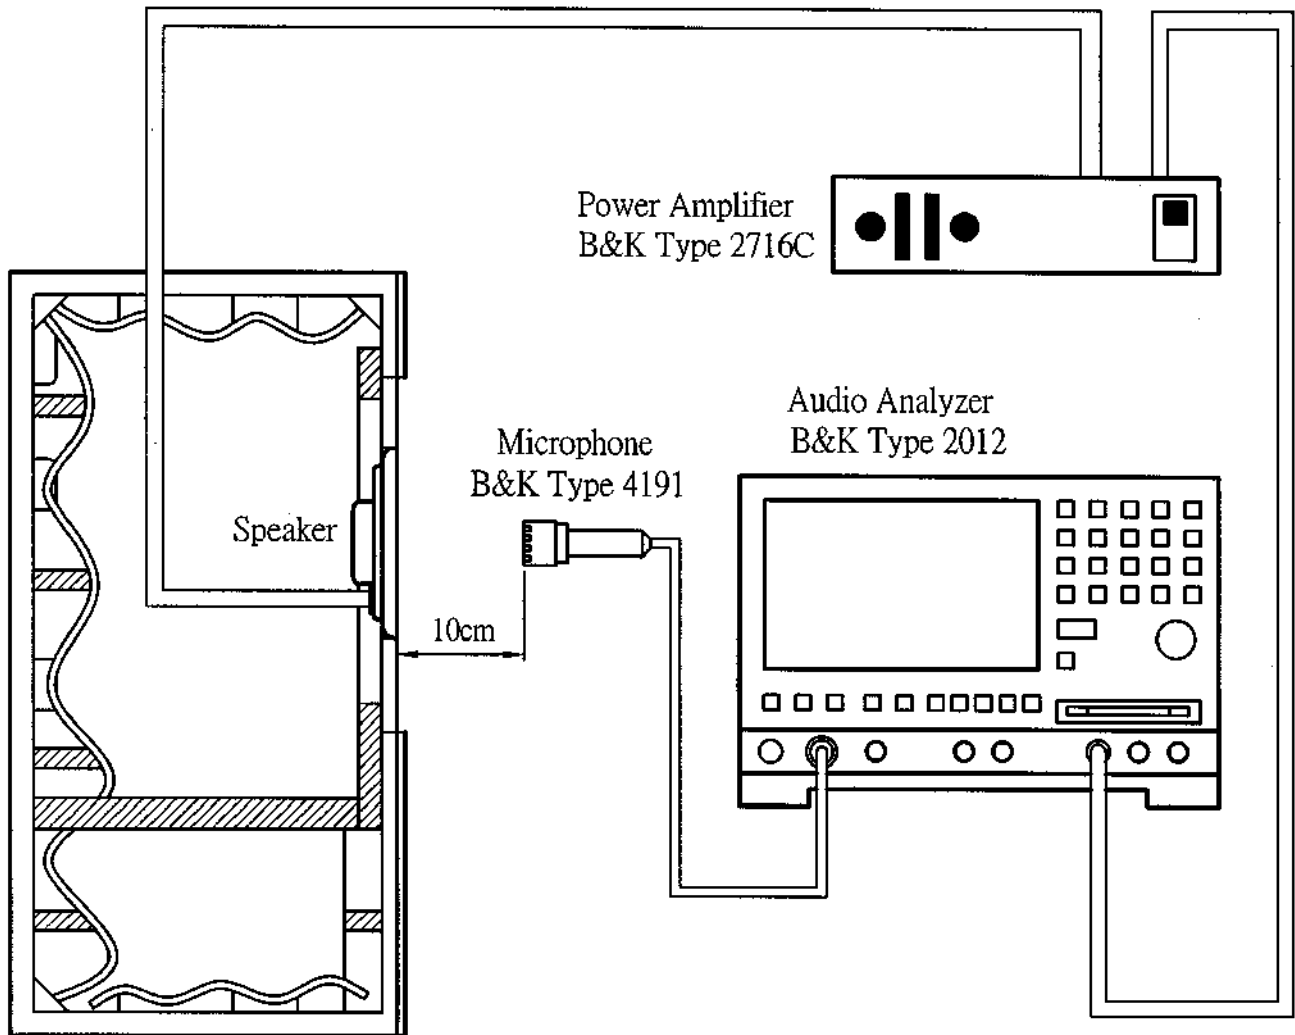 Power Amplifier
B&K Type 2716C
Audio Analyzer
B&K Type 2012
Microphone
B&K Type 4191
Speaker
10cm